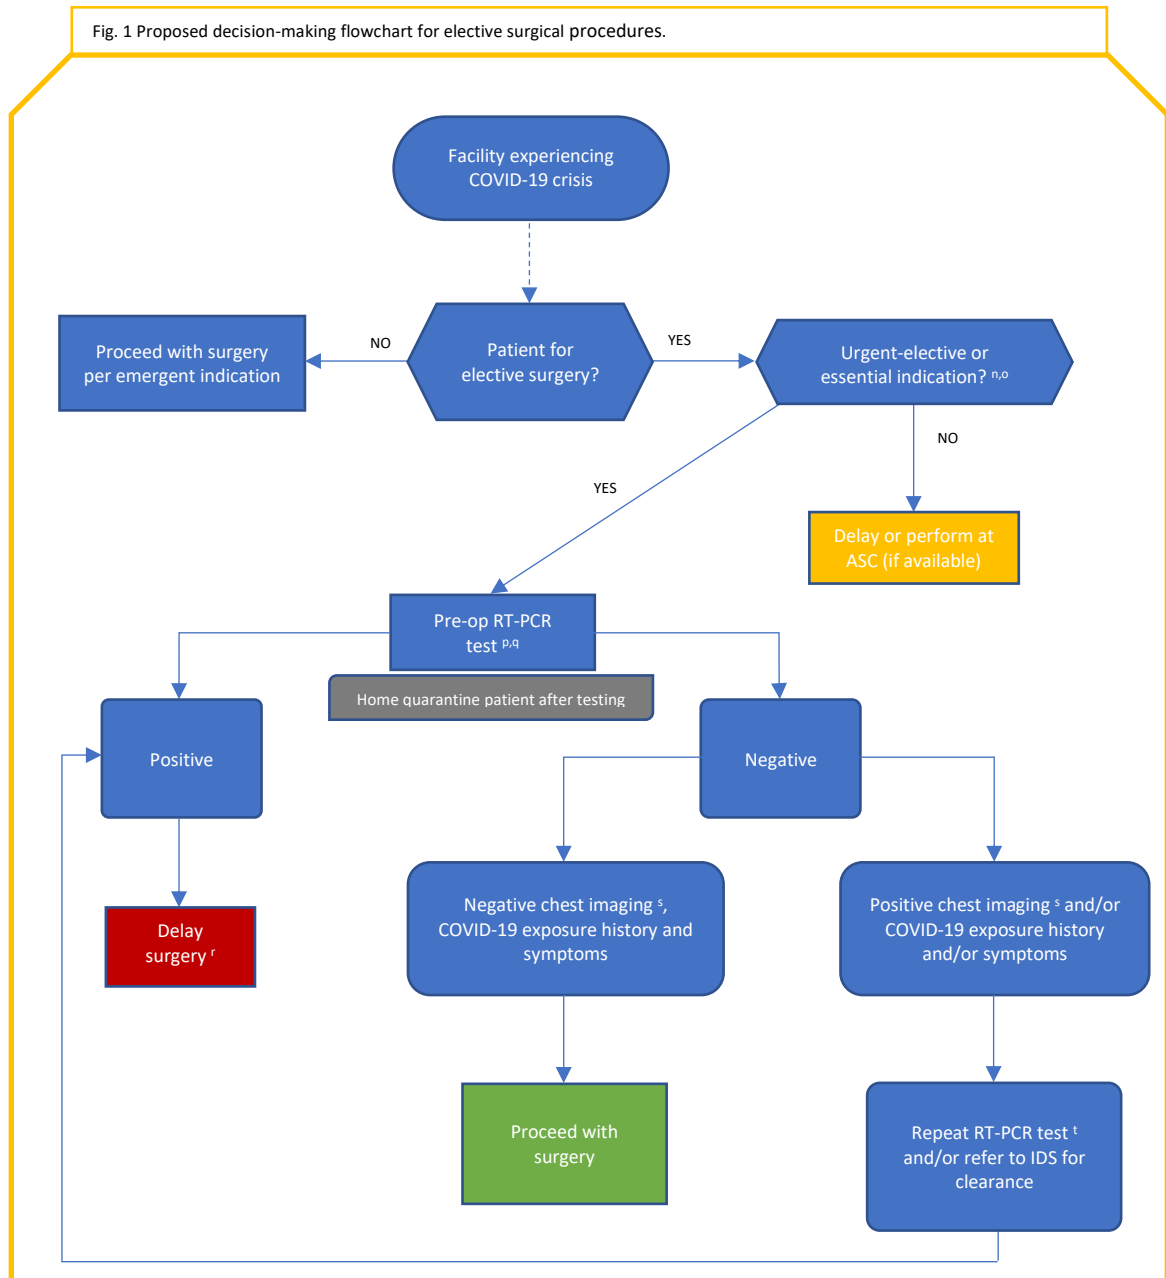 Fig. 1 Proposed decision-making flowchart for elective surgical procedures.
Facility experiencing
COVID-19 crisis
Proceed with surgery
per emergent indication
NO
Patient for
elective surgery?
YES
Urgent-elective or
essential indication? n,o
NO
YES
Delay or perform at
ASC (if available)
Pre-op RT-PCR
test p,q
Home quarantine patient after testing
Positive
Negative
Delay
surgery r
Negative chest imaging s,
COVID-19 exposure history and
symptoms
Positive chest imaging s and/or
COVID-19 exposure history
and/or symptoms
Proceed with
surgery
Repeat RT-PCR test t
and/or refer to IDS for
clearance